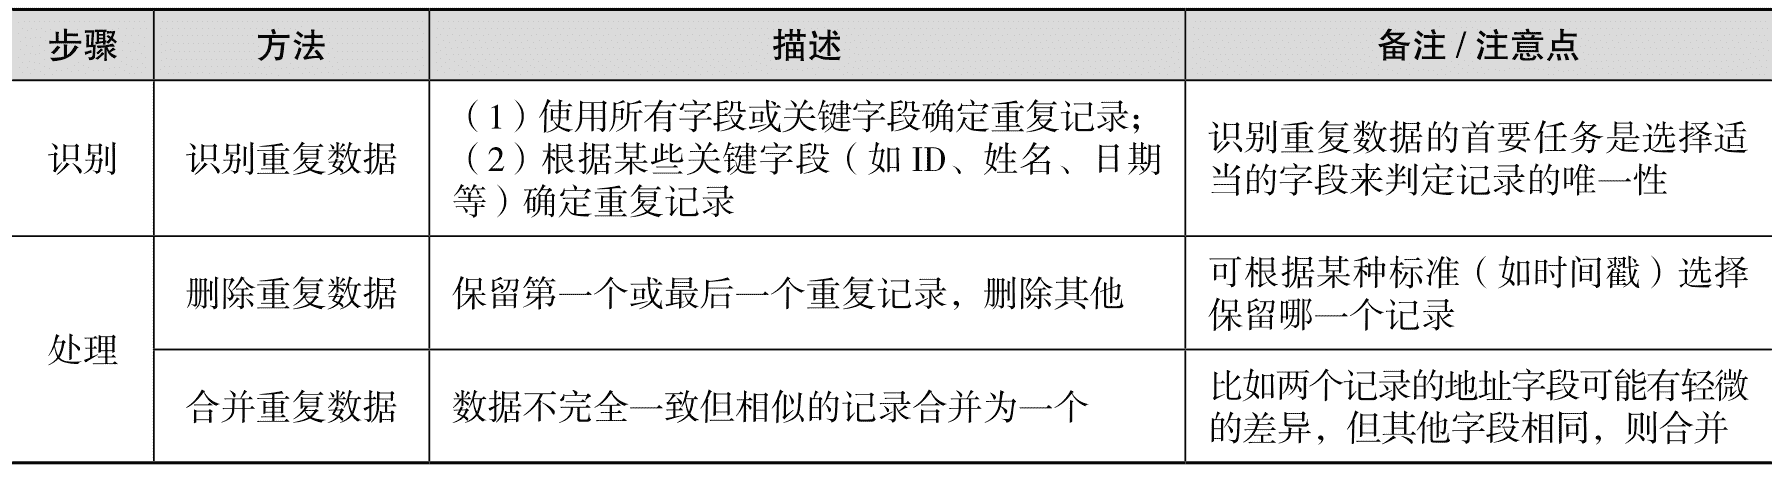 步骤 方法 描述 备注 / 注意点
识别
识别重复数据
（1）使用所有字段或关键字段确定重复记录；
（2）根据某些关键字段（如 ID、姓名、日期
等）确定重复记录
识别重复数据的首要任务是选择适
当的字段来判定记录的唯一性
处理
删除重复数据
保留第一个或最后一个重复记录，删除其他
可根据某种标准（如时间戳）选择
保留哪一个记录
合并重复数据
数据不完全一致但相似的记录合并为一个
比如两个记录的地址字段可能有轻微
的差异，但其他字段相同，则合并